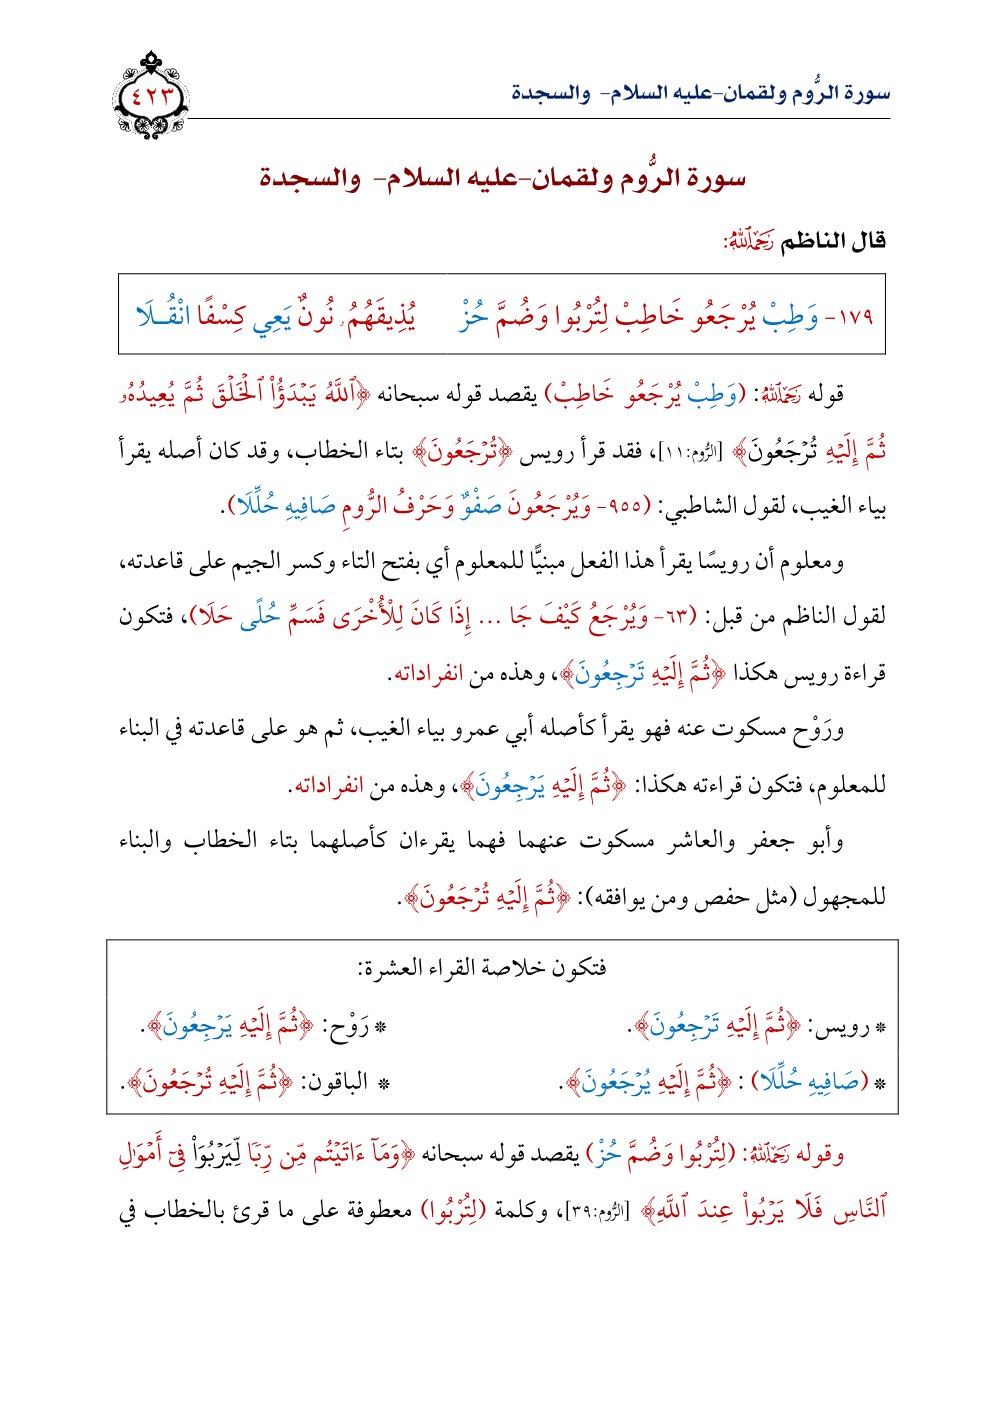 سورة الرُّوم ولقمان-عليه السلام- والسجدة
٤٢٣
سورة الرُّوم ولقمان-عليه السلام- والسجدة
قال الناظم رَحِمَهُ ٱللَّهُ:
١٧٩- وَطِبْ يُرْجَعُو خَاطِبْ لِتُرْبُوا وَضُمَّ حُزْ يُذِيقَهُمُۥ نُونٌ يَعِي كِسْفًا انْقُـلَا
قوله رَحِمَهُ ٱللَّهُ: (وَطِبْ يُرْجَعُو خَاطِبْ) يقصد قوله سبحانه ﴿ٱللَّهُ يَبْدَؤُا۟ ٱلْخَلْقَ ثُمَّ يُعِيدُهُۥ
ثُمَّ إِلَيْهِ تُرْجَعُونَ﴾ [الرُّوم:١١]، فقد قرأ رويس ﴿تُرْجَعُونَ﴾ بتاء الخطاب، وقد كان أصله يقرأ
بياء الغيب، لقول الشاطبي: (٩٥٥- وَيُرْجَعُونَ صَفْوٌ وَحَرْفُ الرُّومِ صَافِيهِ حُلِّلَا).
ومعلوم أن رويسًا يقرأ هذا الفعل مبنيًّا للمعلوم أي بفتح التاء وكسر الجيم على قاعدته،
لقول الناظم من قبل: (٦٣- وَيُرْجَعُ كَيْفَ جَا ... إِذَا كَانَ لِلْأُخْرَى فَسَمِّ حُلًى حَلَا)، فتكون
قراءة رويس هكذا ﴿ثُمَّ إِلَيْهِ تَرْجِعُونَ﴾، وهذه من انفراداته.
ورَوْح مسكوت عنه فهو يقرأ كأصله أبي عمرو بياء الغيب، ثم هو على قاعدته في البناء
للمعلوم، فتكون قراءته هكذا: ﴿ثُمَّ إِلَيْهِ يَرْجِعُونَ﴾، وهذه من انفراداته.
وأبو جعفر والعاشر مسكوت عنهما فهما يقرءان كأصلهما بتاء الخطاب والبناء
للمجهول (مثل حفص ومن يوافقه): ﴿ثُمَّ إِلَيْهِ تُرْجَعُونَ﴾.
فتكون خلاصة القراء العشرة:
* رويس: ﴿ثُمَّ إِلَيْهِ تَرْجِعُونَ﴾. * رَوْح: ﴿ثُمَّ إِلَيْهِ يَرْجِعُونَ﴾.
* (صَافِيهِ حُلِّلَا) : ﴿ثُمَّ إِلَيْهِ يُرْجَعُونَ﴾. * الباقون: ﴿ثُمَّ إِلَيْهِ تُرْجَعُونَ﴾.
وقوله رَحِمَهُ ٱللَّهُ: (لِتُرْبُوا وَضُمَّ حُزْ) يقصد قوله سبحانه ﴿وَمَآ ءَاتَيْتُم مِّن رِّبًا لِّيَرْبُوَا۟ فِىٓ أَمْوَٰلِ
ٱلنَّاسِ فَلَا يَرْبُوا۟ عِندَ ٱللَّهِ﴾ [الرُّوم:٣٩]، وكلمة (لِتُرْبُوا) معطوفة على ما قرئ بالخطاب في